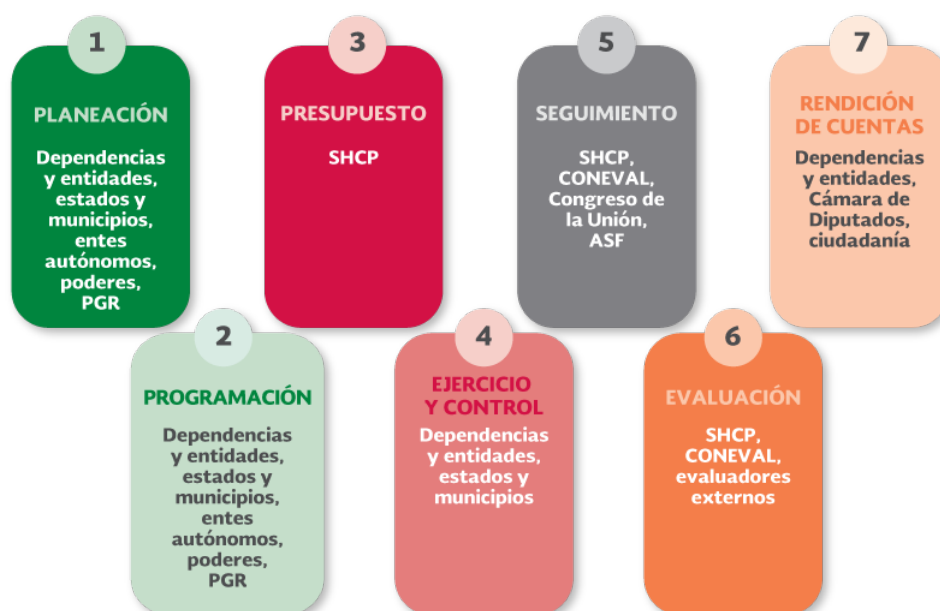 1
PLANEACIÓN
Dependencias
y entidades,
estados y
municipios,
entes
autónomos,
poderes,
PGR
2
PROGRAMACIÓN
Dependencias
y entidades,
estados y
municipios,
entes
autónomos,
poderes,
PGR
3
PRESUPUESTO
SHCP
4
EJERCICIO
Y CONTROL
Dependencias
y entidades,
estados y
municipios
5
SEGUIMIENTO
SHCP,
CONEVAL,
Congreso de
la Unión,
ASF
6
EVALUACIÓN
SHCP,
CONEVAL,
evaluadores
externos
7
RENDICIÓN
DE CUENTAS
Dependencias
y entidades,
Cámara de
Diputados,
ciudadanía